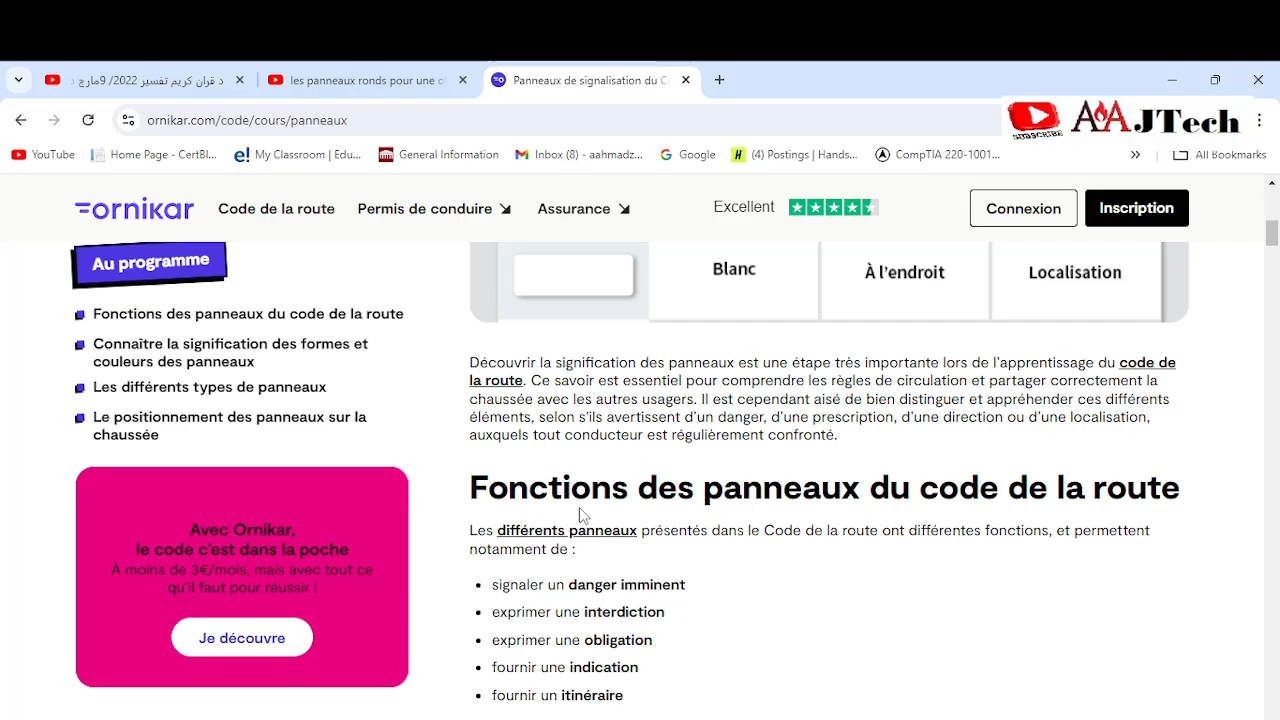 د قران کریم تفسیر 2022/ 9مارچ د
les panneaux ronds pour une ol
Panneaux de signalisation du C
ornikar.com/code/cours/panneaux
SUBSCRIBE
AAA JTech
YouTube
Home Page - CertBl...
e! My Classroom | Edu...
General Information
Inbox (8) - aahmadz...
Google
H (4) Postings | Hands...
CompTIA 220-1001...
All Bookmarks
ornikar
Code de la route
Permis de conduire
Assurance
Excellent
Connexion
Inscription
Au programme
Fonctions des panneaux du code de la route
Connaître la signification des formes et
couleurs des panneaux
Les différents types de panneaux
Le positionnement des panneaux sur la
chaussée
Avec Ornikar,
le code c'est dans la poche
À moins de 3€/mois, mais avec tout ce
qu'il faut pour réussir !
Je découvre
Blanc
À l'endroit
Localisation
Découvrir la signification des panneaux est une étape très importante lors de l'apprentissage du code de
la route. Ce savoir est essentiel pour comprendre les règles de circulation et partager correctement la
chaussée avec les autres usagers. Il est cependant aisé de bien distinguer et appréhender ces différents
éléments, selon s'ils avertissent d'un danger, d'une prescription, d'une direction ou d'une localisation,
auxquels tout conducteur est régulièrement confronté.
Fonctions des panneaux du code de la route
Les différents panneaux présentés dans le Code de la route ont différentes fonctions, et permettent
notamment de :
signaler un danger imminent
exprimer une interdiction
exprimer une obligation
fournir une indication
fournir un itinéraire